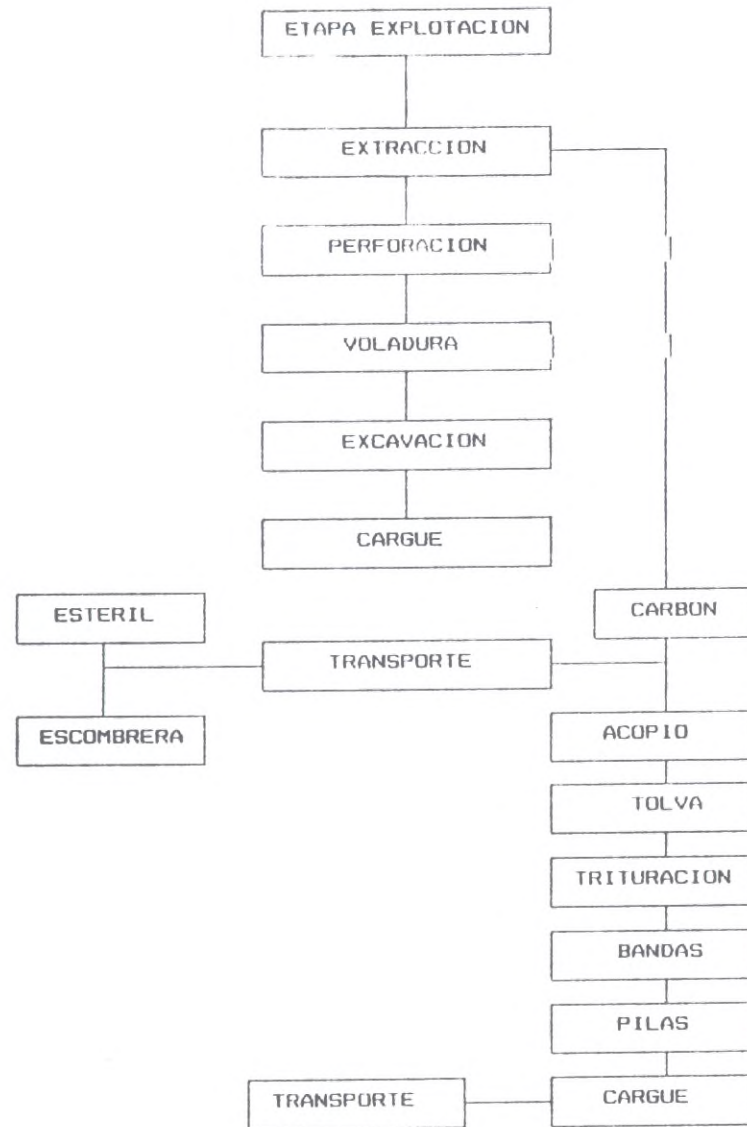 ETAPA EXPLOTACION
EXTRACCION
PERFORACION
VOLADURA
EXCAVACION
CARGUE
ESTERIL
CARBON
TRANSPORTE
ESCOMBRERA
ACOPIO
TOLVA
TRITURACION
BANDAS
PILAS
TRANSPORTE
CARGUE